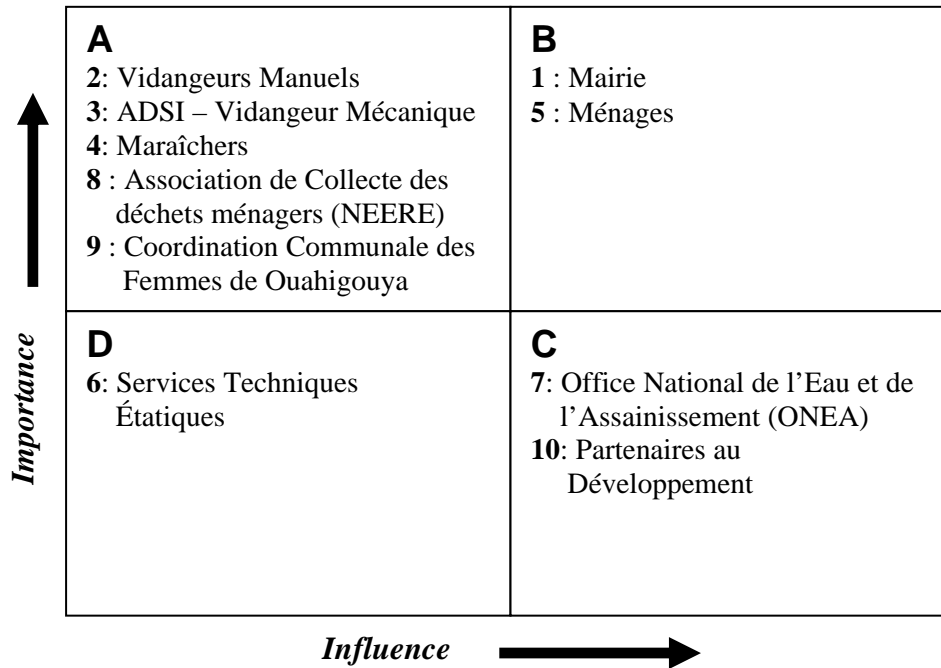 A
2: Vidangeurs Manuels
3: ADSI – Vidangeur Mécanique
4: Maraîchers
8 : Association de Collecte des
déchets ménagers (NEERE)
9 : Coordination Communale des
Femmes de Ouahigouya
B
1 : Mairie
5 : Ménages
Importance
D
6: Services Techniques
Étatiques
C
7: Office National de l’Eau et de
l’Assainissement (ONEA)
10: Partenaires au
Développement
Influence